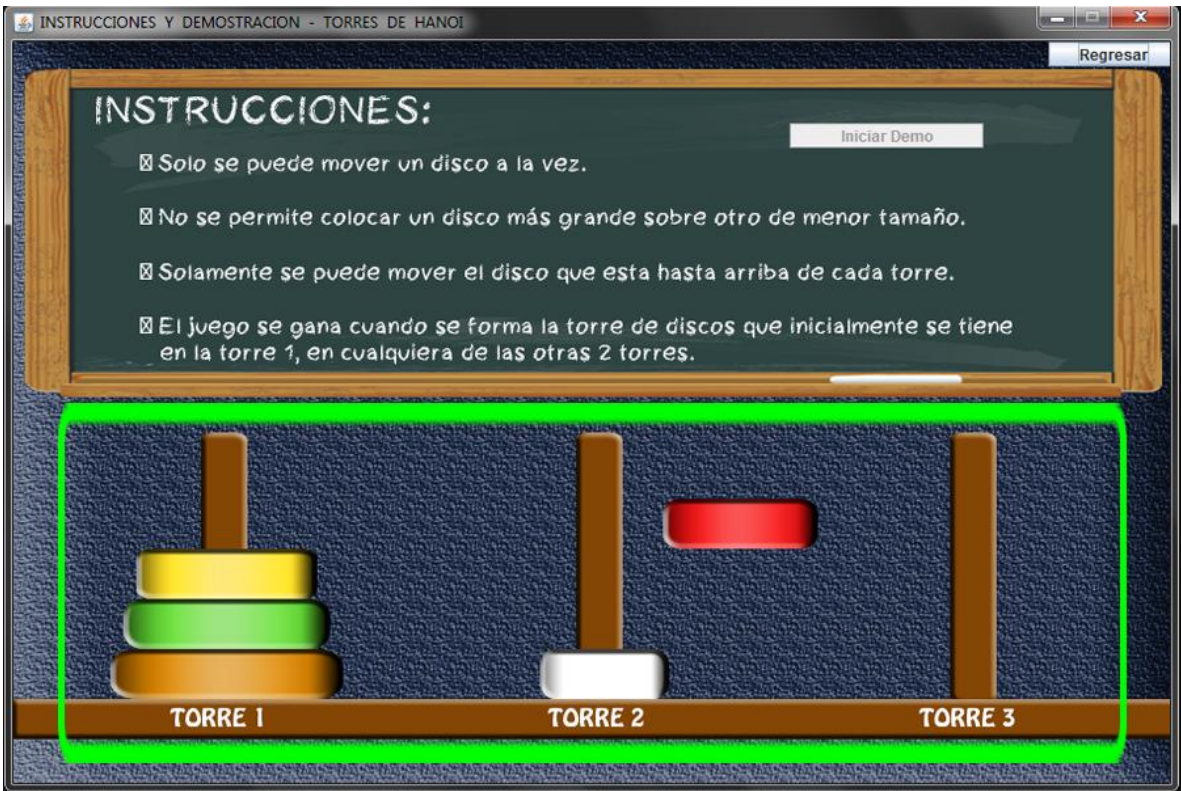 INSTRUCCIONES Y DEMOSTRACION - TORRES DE HANOI
Regresar
INSTRUCCIONES:
Iniciar Demo
Solo se puede mover un disco a la vez.
No se permite colocar un disco más grande sobre otro de menor tamaño.
Solamente se puede mover el disco que esta hasta arriba de cada torre.
El juego se gana cuando se forma la torre de discos que inicialmente se tiene
en la torre 1, en cualquiera de las otras 2 torres.
TORRE 1
TORRE 2
TORRE 3